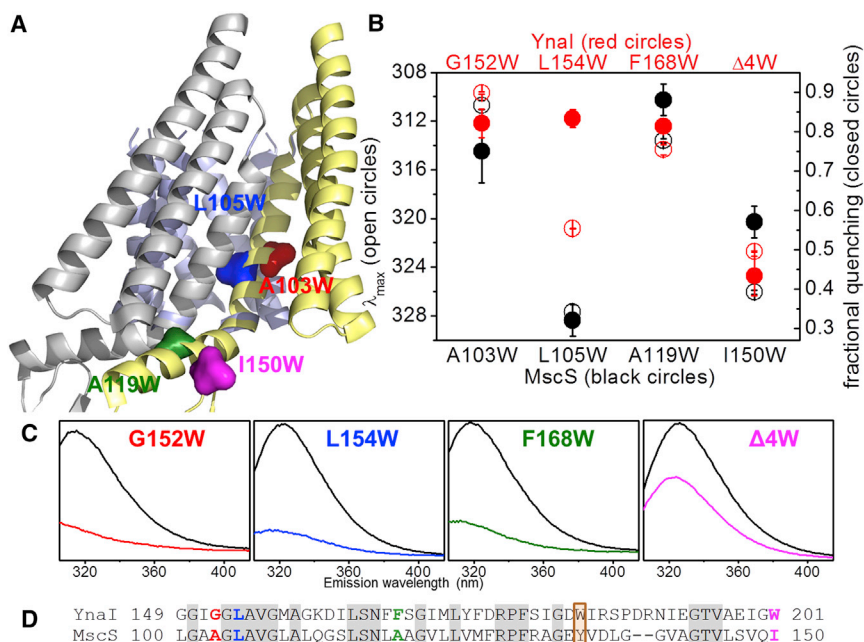 A
L105W
A103W
I150W
A119W
B
YnaI (red circles)
G152W L154W F168W Δ4W
308
312
316
320
324
328
λmax (open circles)
0.9
0.8
0.7
0.6
0.5
0.4
0.3
fractional quenching (closed circles)
A103W L105W A119W I150W
MscS (black circles)
C
G152W L154W F168W Δ4W
320 360 400 320 360 400 320 360 400 320 360 400
Emission wavelength (nm)
D
YnaI 149 GGIGGLAVGMAGKDILSNFFSGIMLYFDRPFSIGDWIRSPDRNIEGTVAEIGW 201
MscS 100 LGAAGLAVGLALQGSLSNLAAGVLLVMFRPFRAGEYVDLG--GVAGTVLSVQI 150